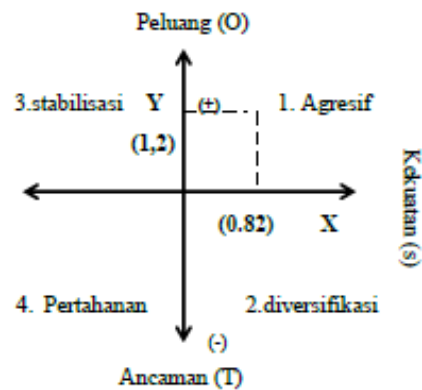 Peluang (O)
3.stabilisasi Y (+) 1. Agresif
(1,2)
Kekuatan (s)
(0.82) X
4. Pertahanan 2.diversifikasi
(-)
Ancaman (T)